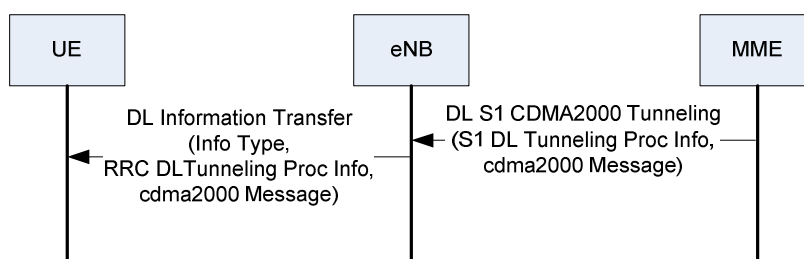 UE
eNB
MME
DL Information Transfer
(Info Type,
RRC DLTunneling Proc Info,
cdma2000 Message)
DL S1 CDMA2000 Tunneling
(S1 DL Tunneling Proc Info,
cdma2000 Message)